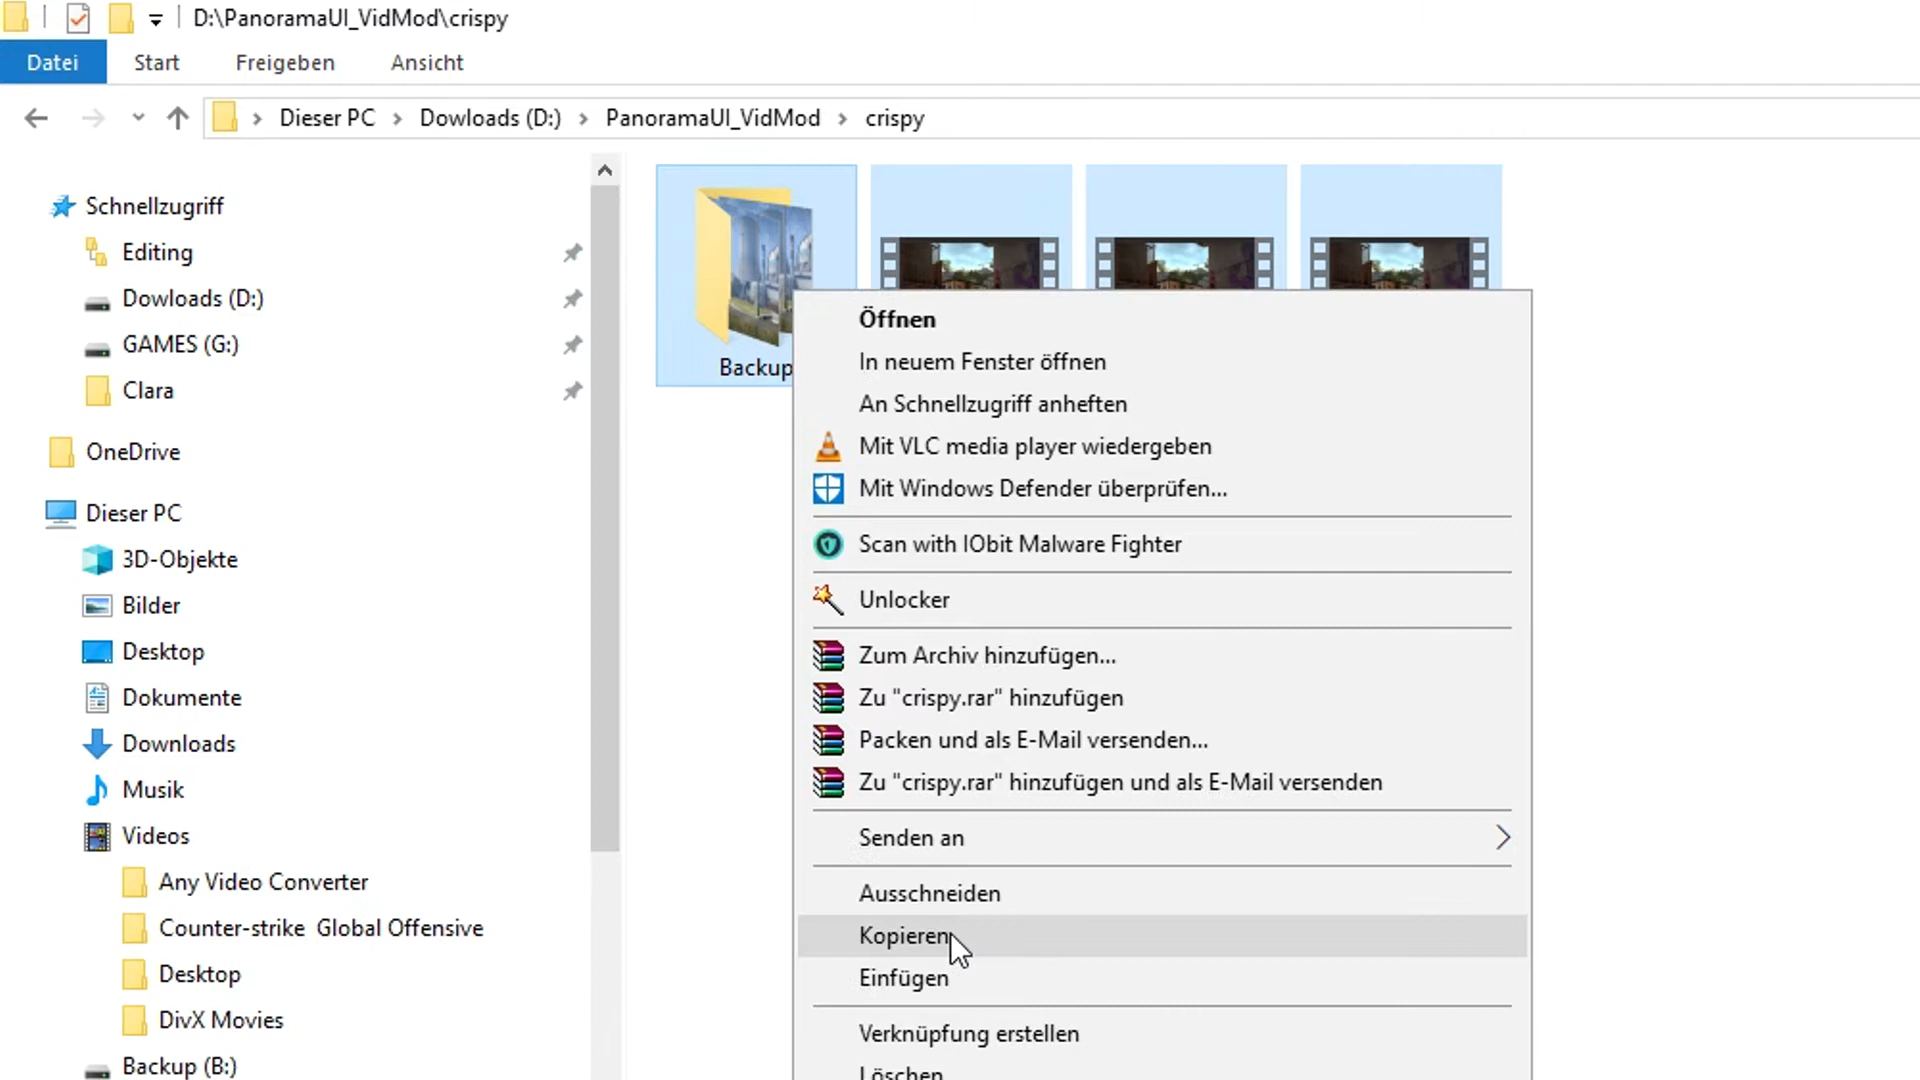 D:\PanoramaUI_VidMod\crispy
Datei Start Freigeben Ansicht
Dieser PC Dowloads (D:) PanoramaUI_VidMod crispy
Schnellzugriff
Editing
Dowloads (D:)
GAMES (G:)
Clara
OneDrive
Dieser PC
3D-Objekte
Bilder
Desktop
Dokumente
Downloads
Musik
Videos
Any Video Converter
Counter-strike Global Offensive
Desktop
DivX Movies
Backup (B:)
Backup
Öffnen
In neuem Fenster öffnen
An Schnellzugriff anheften
Mit VLC media player wiedergeben
Mit Windows Defender überprüfen...
Scan with IObit Malware Fighter
Unlocker
Zum Archiv hinzufügen...
Zu "crispy.rar" hinzufügen
Packen und als E-Mail versenden...
Zu "crispy.rar" hinzufügen und als E-Mail versenden
Senden an
Ausschneiden
Kopieren
Einfügen
Verknüpfung erstellen
Löschen